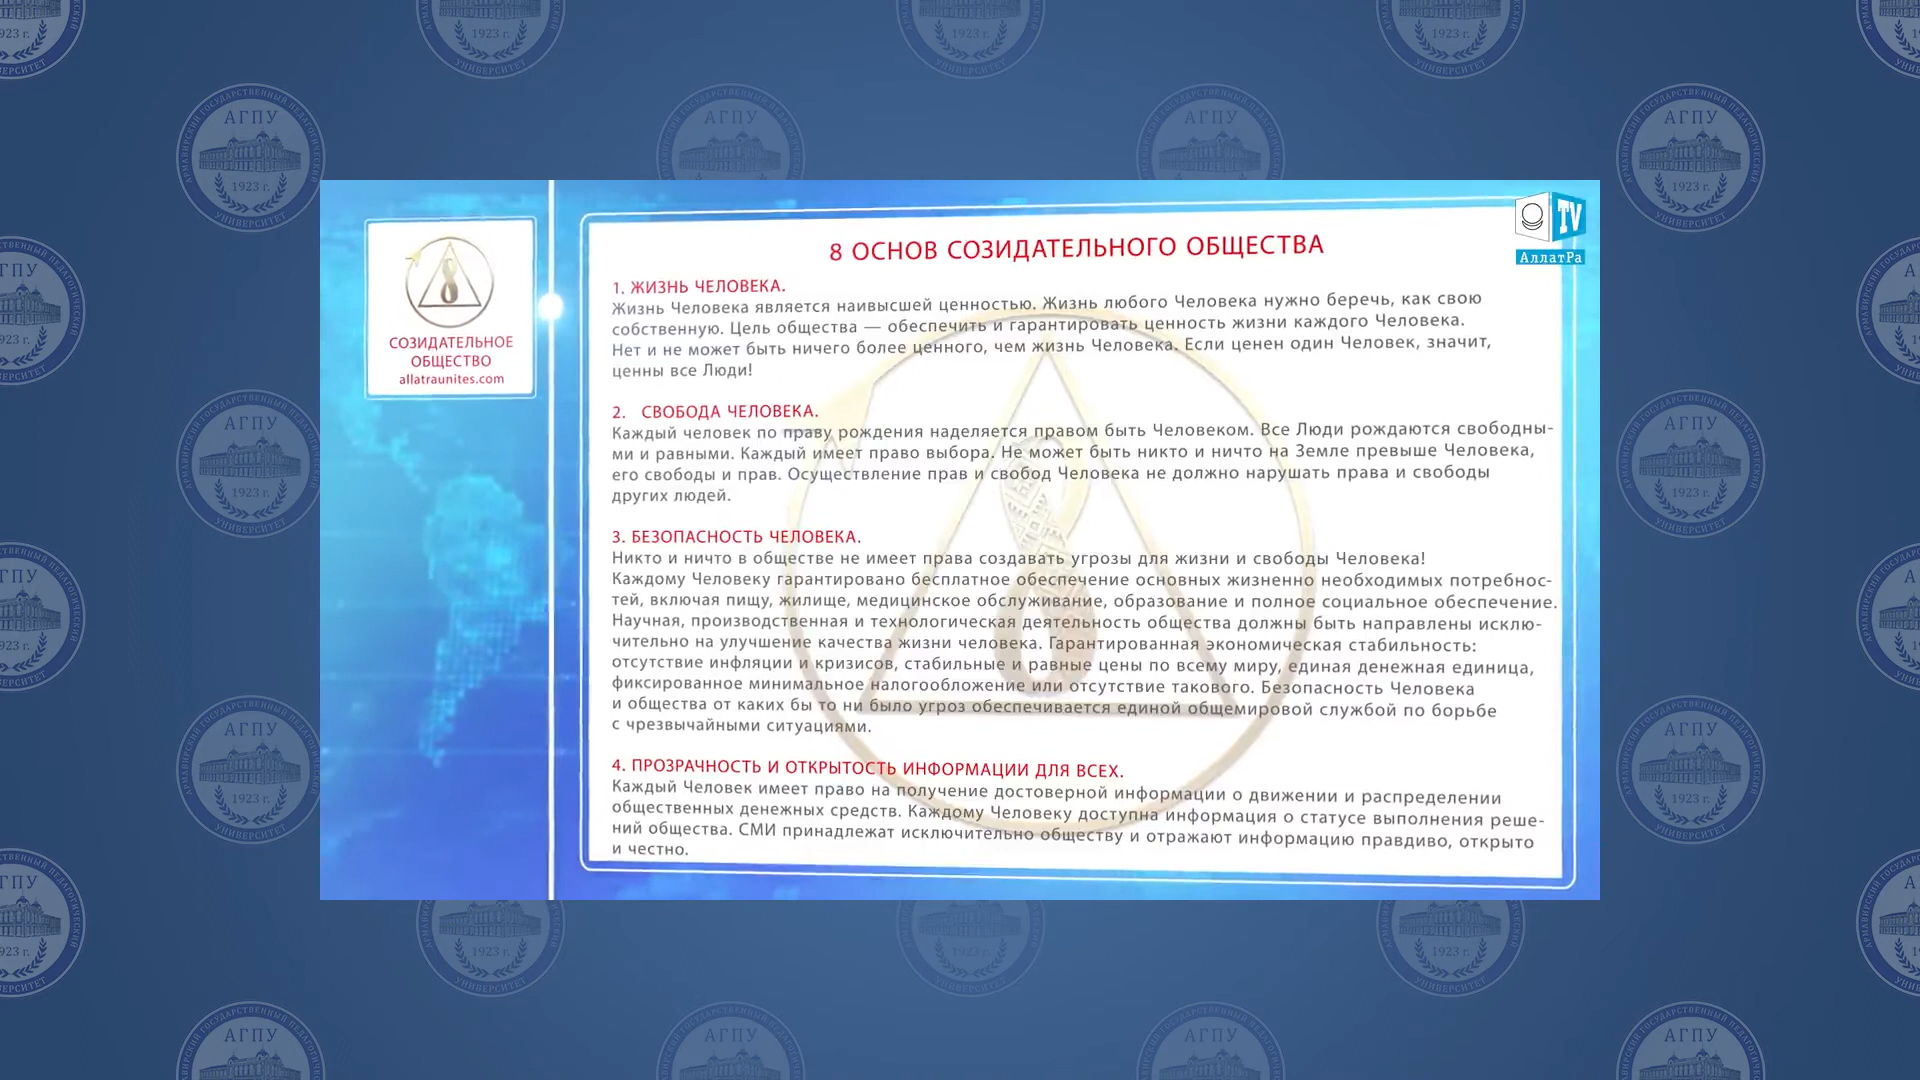 СОЗИДАТЕЛЬНОЕ
ОБЩЕСТВО
allatraunites.com
TV
АллатРа
8 ОСНОВ СОЗИДАТЕЛЬНОГО ОБЩЕСТВА
1. ЖИЗНЬ ЧЕЛОВЕКА.
Жизнь Человека является наивысшей ценностью. Жизнь любого Человека нужно беречь, как свою
собственную. Цель общества — обеспечить и гарантировать ценность жизни каждого Человека.
Нет и не может быть ничего более ценного, чем жизнь Человека. Если ценен один Человек, значит,
ценны все Люди!
2. СВОБОДА ЧЕЛОВЕКА.
Каждый человек по праву рождения наделяется правом быть Человеком. Все Люди рождаются свободны-
ми и равными. Каждый имеет право выбора. Не может быть никто и ничто на Земле превыше Человека,
его свободы и прав. Осуществление прав и свобод Человека не должно нарушать права и свободы
других людей.
3. БЕЗОПАСНОСТЬ ЧЕЛОВЕКА.
Никто и ничто в обществе не имеет права создавать угрозы для жизни и свободы Человека!
Каждому Человеку гарантировано бесплатное обеспечение основных жизненно необходимых потребнос-
тей, включая пищу, жилище, медицинское обслуживание, образование и полное социальное обеспечение.
Научная, производственная и технологическая деятельность общества должны быть направлены исклю-
чительно на улучшение качества жизни человека. Гарантированная экономическая стабильность:
отсутствие инфляции и кризисов, стабильные и равные цены по всему миру, единая денежная единица,
фиксированное минимальное налогообложение или отсутствие такового. Безопасность Человека
и общества от каких бы то ни было угроз обеспечивается единой общемировой службой по борьбе
с чрезвычайными ситуациями.
4. ПРОЗРАЧНОСТЬ И ОТКРЫТОСТЬ ИНФОРМАЦИИ ДЛЯ ВСЕХ.
Каждый Человек имеет право на получение достоверной информации о движении и распределении
общественных денежных средств. Каждому Человеку доступна информация о статусе выполнения реше-
ний общества. СМИ принадлежат исключительно обществу и отражают информацию правдиво, открыто
и честно.
АРМАВИРСКИЙ ГОСУДАРСТВЕННЫЙ ПЕДАГОГИЧЕСКИЙ
АГПУ
1923 г.
УНИВЕРСИТЕТ